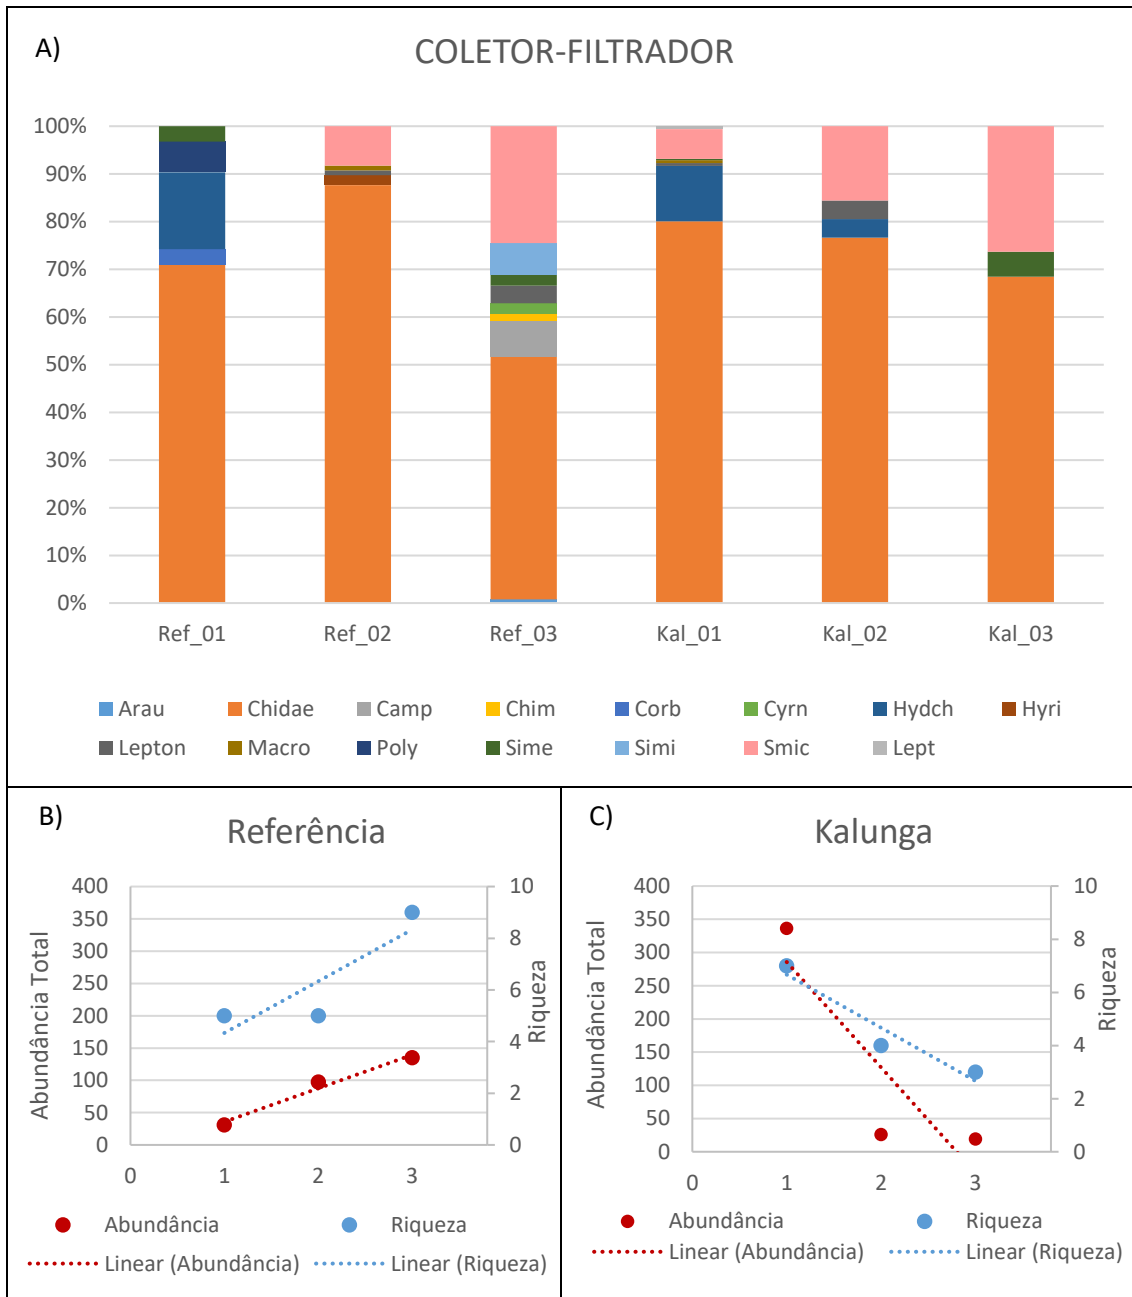 A)
COLETOR-FILTRADOR
100%
90%
80%
70%
60%
50%
40%
30%
20%
10%
0%
Ref_01 Ref_02 Ref_03 Kal_01 Kal_02 Kal_03
Arau Chidae Camp Chim Corb Cyrn Hydch Hyri
Lepton Macro Poly Sime Simi Smic Lept
B)
Referência
Abundância Total
400
350
300
250
200
150
100
50
0
10
8
6
4
2
0
Riqueza
0 1 2 3
Abundância Riqueza
Linear (Abundância) Linear (Riqueza)
C)
Kalunga
Abundância Total
400
350
300
250
200
150
100
50
0
10
8
6
4
2
0
Riqueza
0 1 2 3
Abundância Riqueza
Linear (Abundância) Linear (Riqueza)